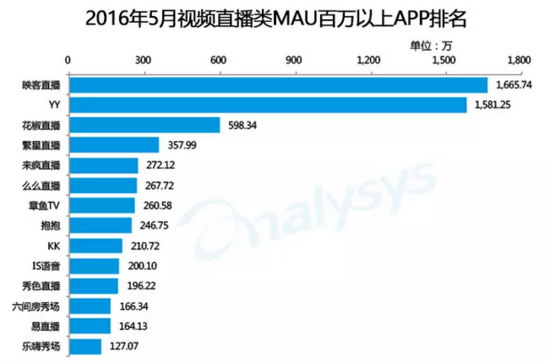 2016年5月视频直播类MAU百万以上APP排名
单位：万
0 300 600 900 1,200 1,500 1,800
映客直播 1,665.74
YY 1,581.25
花椒直播 598.34
繁星直播 357.99
来疯直播 272.12
么么直播 267.72
章鱼TV 260.58
抱抱 246.75
KK 210.72
IS语音 200.10
秀色直播 196.22
六间房秀场 166.34
易直播 164.13
乐嗨秀场 127.07
analysys